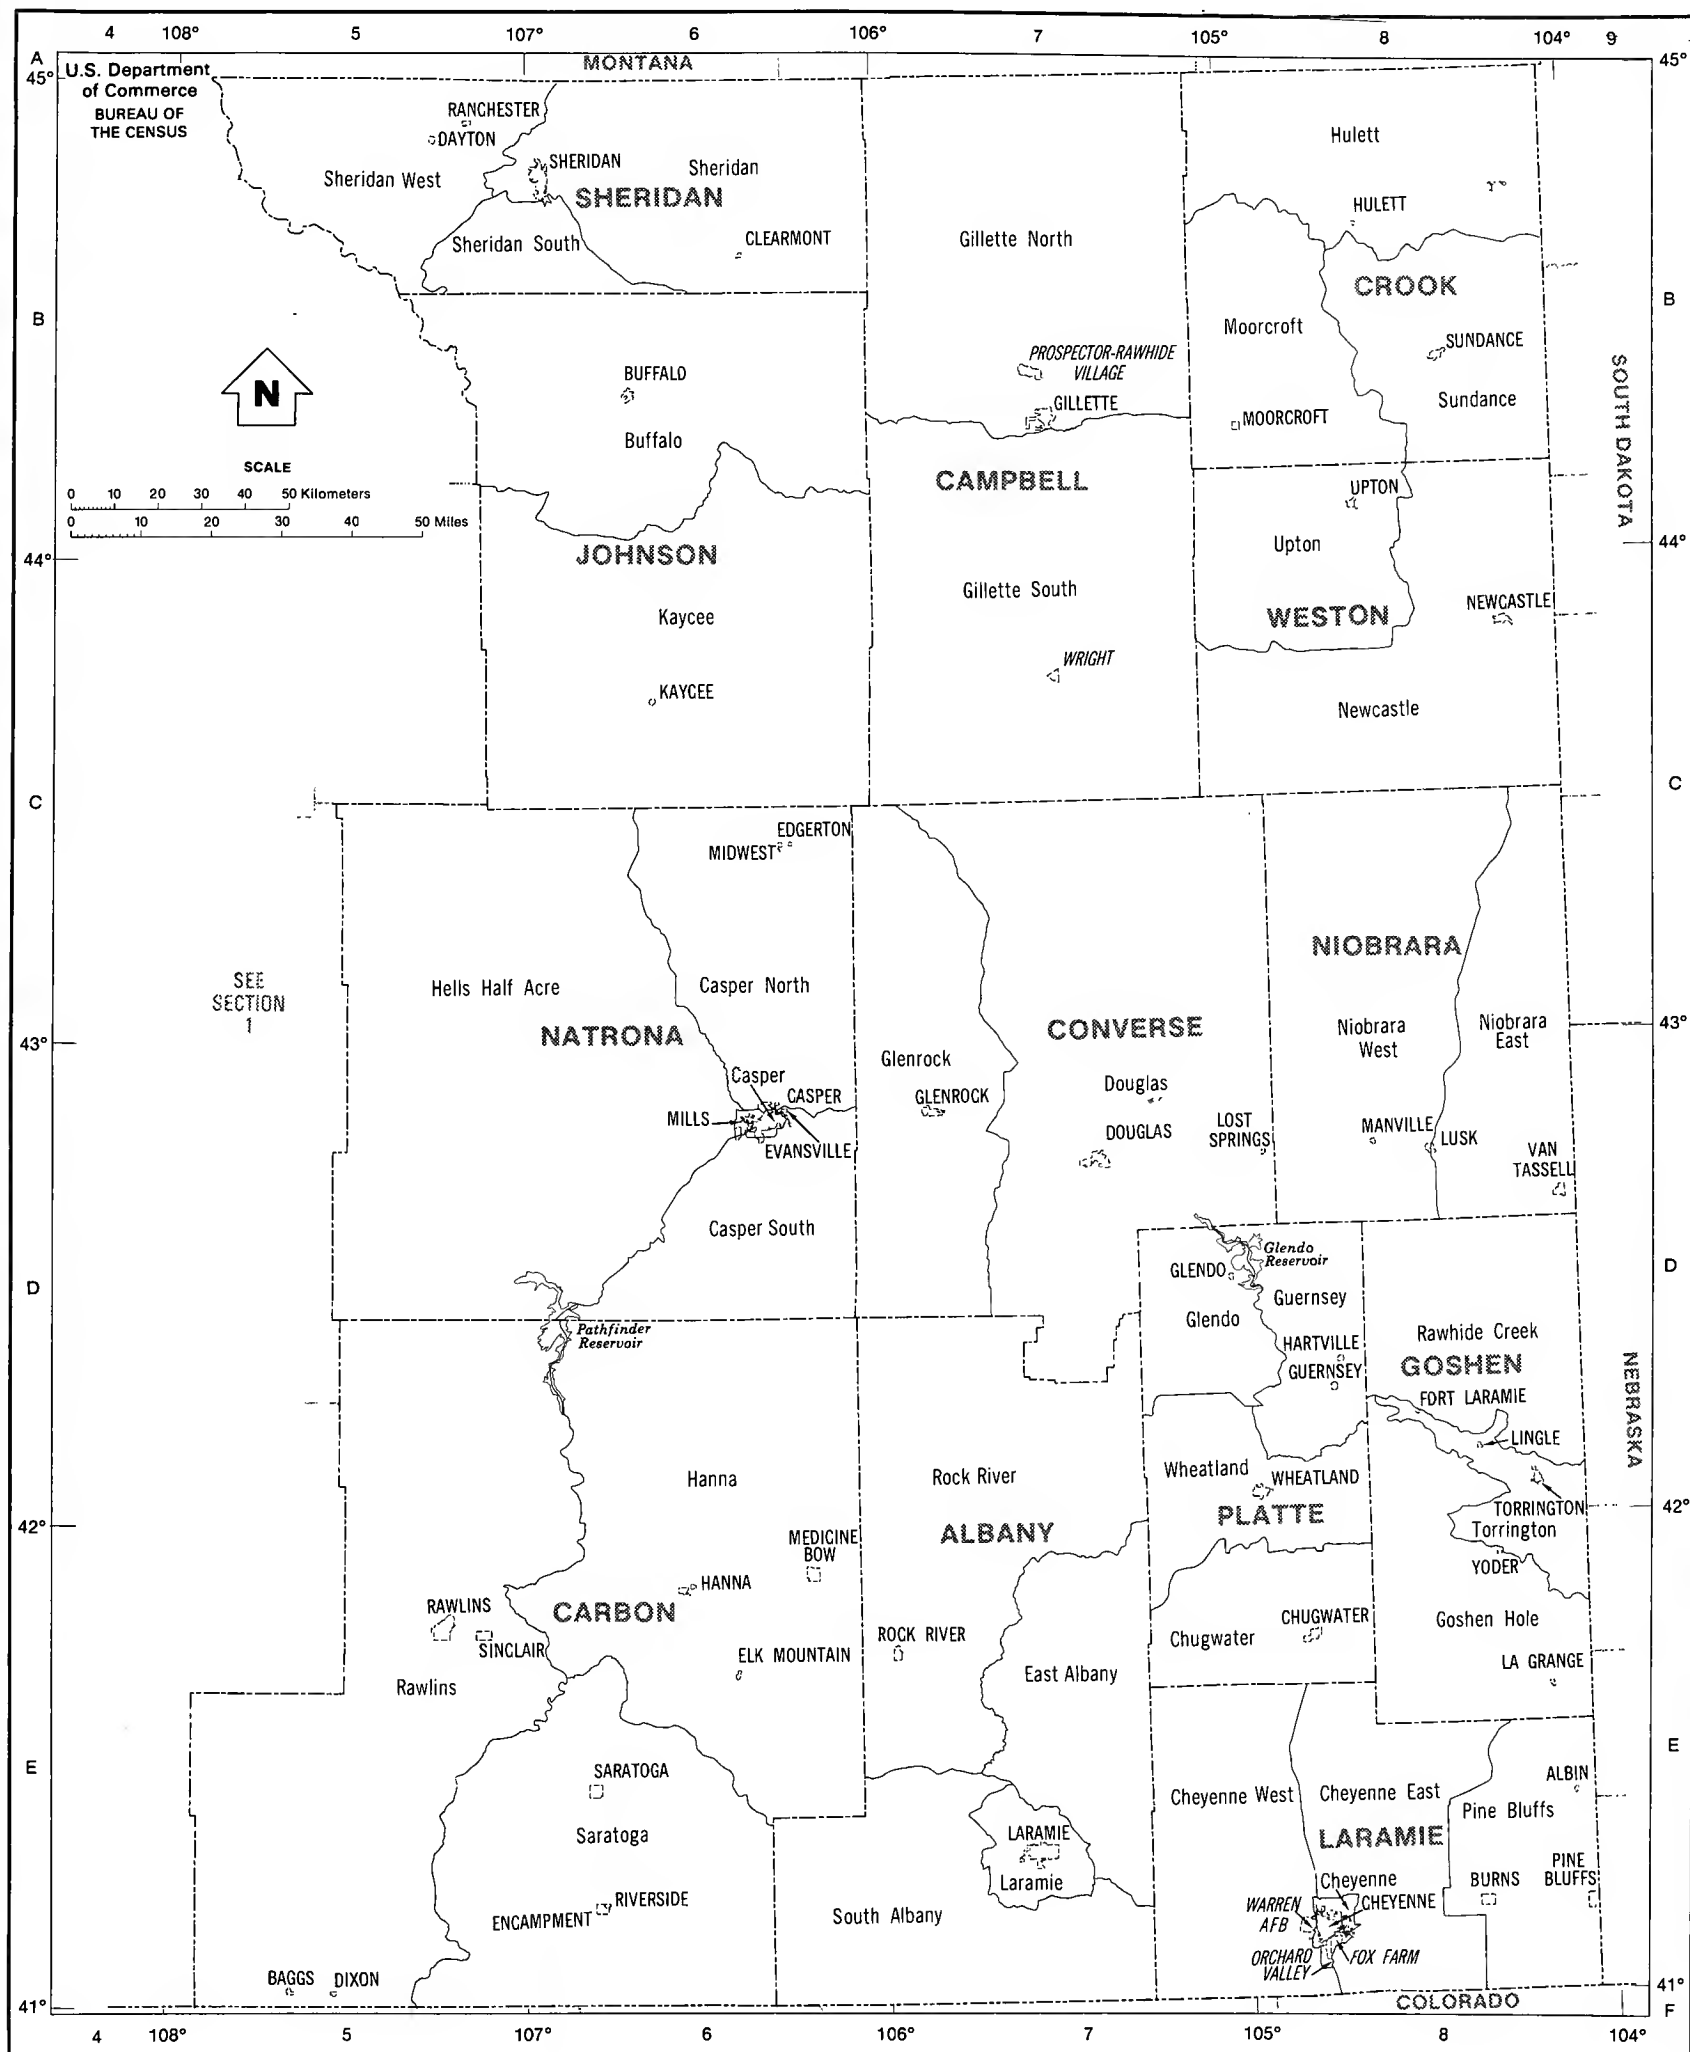 4 108° 5 107° 6 106° 7 105° 8 104° 9
A
45°
MONTANA
45°
U.S. Department
of Commerce
BUREAU OF
THE CENSUS
RANCHESTER
DAYTON
SHERIDAN
Sheridan
Sheridan West
SHERIDAN
Sheridan South
CLEARMONT
Gillette North
Hulett
HULETT
CROOK
B
B
Moorcroft
SUNDANCE
Sundance
MOORCROFT
PROSPECTOR-RAWHIDE
VILLAGE
GILLETTE
N
BUFFALO
Buffalo
SOUTH DAKOTA
SCALE
0 10 20 30 40 50 Kilometers
0 10 20 30 40 50 Miles
CAMPBELL
UPTON
Upton
44°
JOHNSON
44°
Gillette South
Kaycee
WESTON
NEWCASTLE
WRIGHT
KAYCEE
Newcastle
C
C
EDGERTON
MIDWEST
NIOBRARA
SEE
SECTION
1
Hells Half Acre
Casper North
NATRONA
CONVERSE
Niobrara
West
Niobrara
East
43°
43°
Glenrock
Casper
CASPER
GLENROCK
Douglas
MILLS
EVANSVILLE
DOUGLAS
LOST
SPRINGS
MANVILLE
LUSK
VAN
TASSELL
Casper South
D
D
Glendo
Reservoir
GLENDO
Guernsey
Glendo
Pathfinder
Reservoir
HARTVILLE
GUERNSEY
Rawhide Creek
GOSHEN
NEBRASKA
FORT LARAMIE
LINGLE
Hanna
Rock River
Wheatland
WHEATLAND
PLATTE
TORRINGTON
Torrington
42°
42°
ALBANY
MEDICINE
BOW
YODER
HANNA
RAWLINS
CARBON
SINCLAIR
ELK MOUNTAIN
ROCK RIVER
CHUGWATER
Chugwater
Goshen Hole
Rawlins
East Albany
LA GRANGE
E
E
SARATOGA
Cheyenne West
Cheyenne East
ALBIN
Pine Bluffs
Saratoga
LARAMIE
Laramie
LARAMIE
PINE
BLUFFS
BURNS
Cheyenne
CHEYENNE
RIVERSIDE
ENCAMPMENT
South Albany
WARREN
AFB
ORCHARD
VALLEY
FOX FARM
BAGGS
DIXON
41°
41°
COLORADO
F
4 108° 5 107° 6 106° 7 105° 8 104°